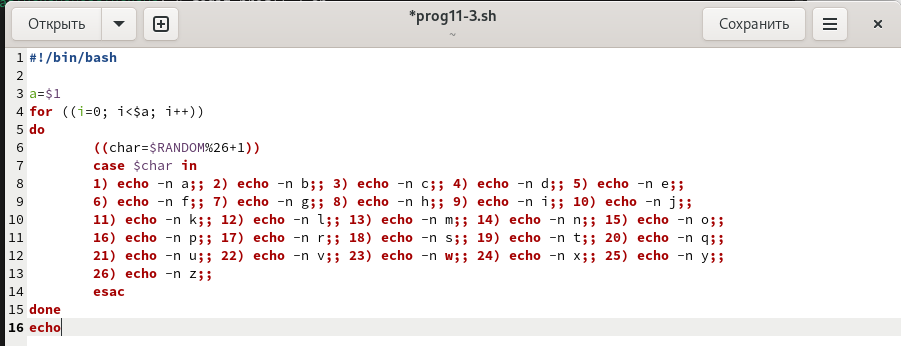 Открыть
*prog11-3.sh
~
Сохранить
1 #!/bin/bash
2
3 a=$1
4 for ((i=0; i<$a; i++))
5 do
6 ((char=$RANDOM%26+1))
7 case $char in
8 1) echo -n a;; 2) echo -n b;; 3) echo -n c;; 4) echo -n d;; 5) echo -n e;;
9 6) echo -n f;; 7) echo -n g;; 8) echo -n h;; 9) echo -n i;; 10) echo -n j;;
10 11) echo -n k;; 12) echo -n l;; 13) echo -n m;; 14) echo -n n;; 15) echo -n o;;
11 16) echo -n p;; 17) echo -n r;; 18) echo -n s;; 19) echo -n t;; 20) echo -n q;;
12 21) echo -n u;; 22) echo -n v;; 23) echo -n w;; 24) echo -n x;; 25) echo -n y;;
13 26) echo -n z;;
14 esac
15 done
16 echo